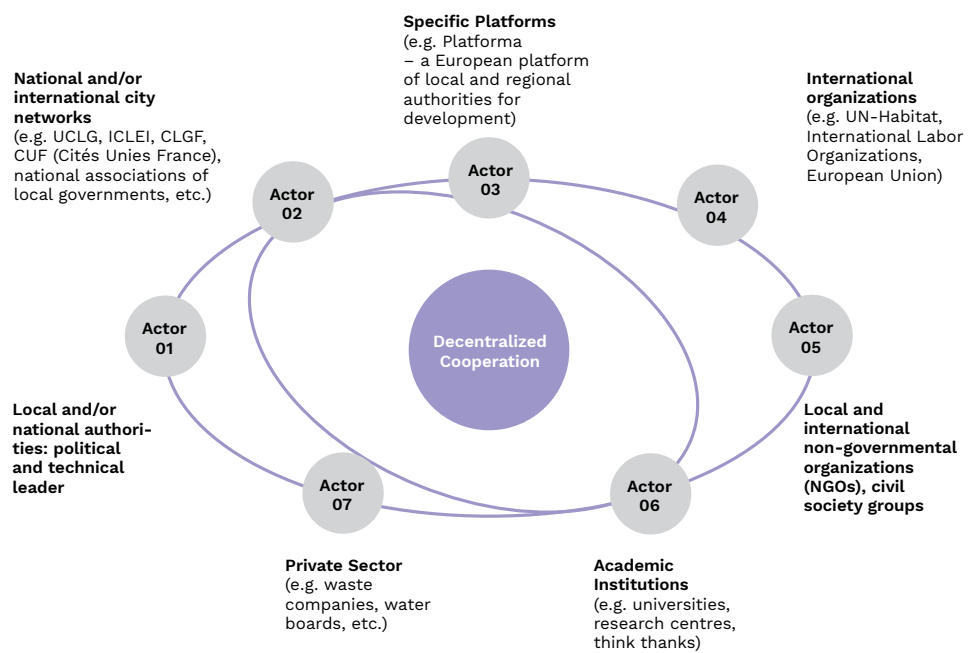 Specific Platforms
(e.g. Platforma
– a European platform
of local and regional
authorities for
development)
National and/or
international city
networks
(e.g. UCLG, ICLEI, CLGF,
CUF (Cités Unies France),
national associations of
local governments, etc.)
International
organizations
(e.g. UN-Habitat,
International Labor
Organizations,
European Union)
Actor
02
Actor
03
Actor
04
Actor
01
Decentralized
Cooperation
Actor
05
Local and/or
national authori-
ties: political
and technical
leader
Local and
international
non-governmental
organizations
(NGOs), civil
society groups
Actor
07
Actor
06
Private Sector
(e.g. waste
companies, water
boards, etc.)
Academic
Institutions
(e.g. universities,
research centres,
think thanks)